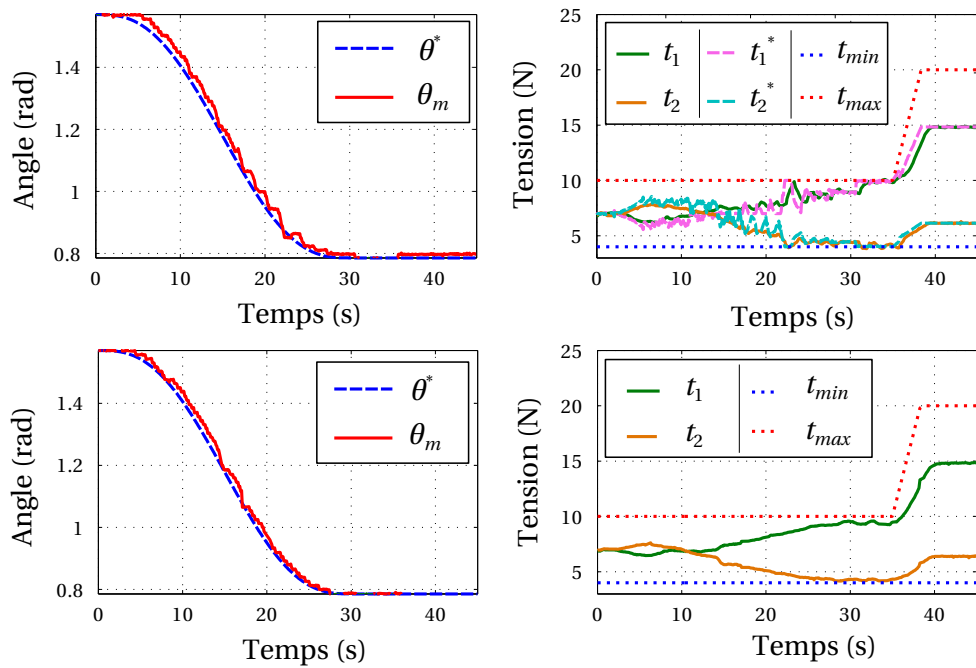 1.4
1.2
1
0.8
0
10
20
30
40
Angle (rad)
Temps (s)
θ*
θm
25
20
15
10
5
0
10
20
30
40
Tension (N)
Temps (s)
t1 t1* tmin
t2 t2* tmax
1.4
1.2
1
0.8
0
10
20
30
40
Angle (rad)
Temps (s)
θ*
θm
25
20
15
10
5
0
10
20
30
40
Tension (N)
Temps (s)
t1 tmin
t2 tmax